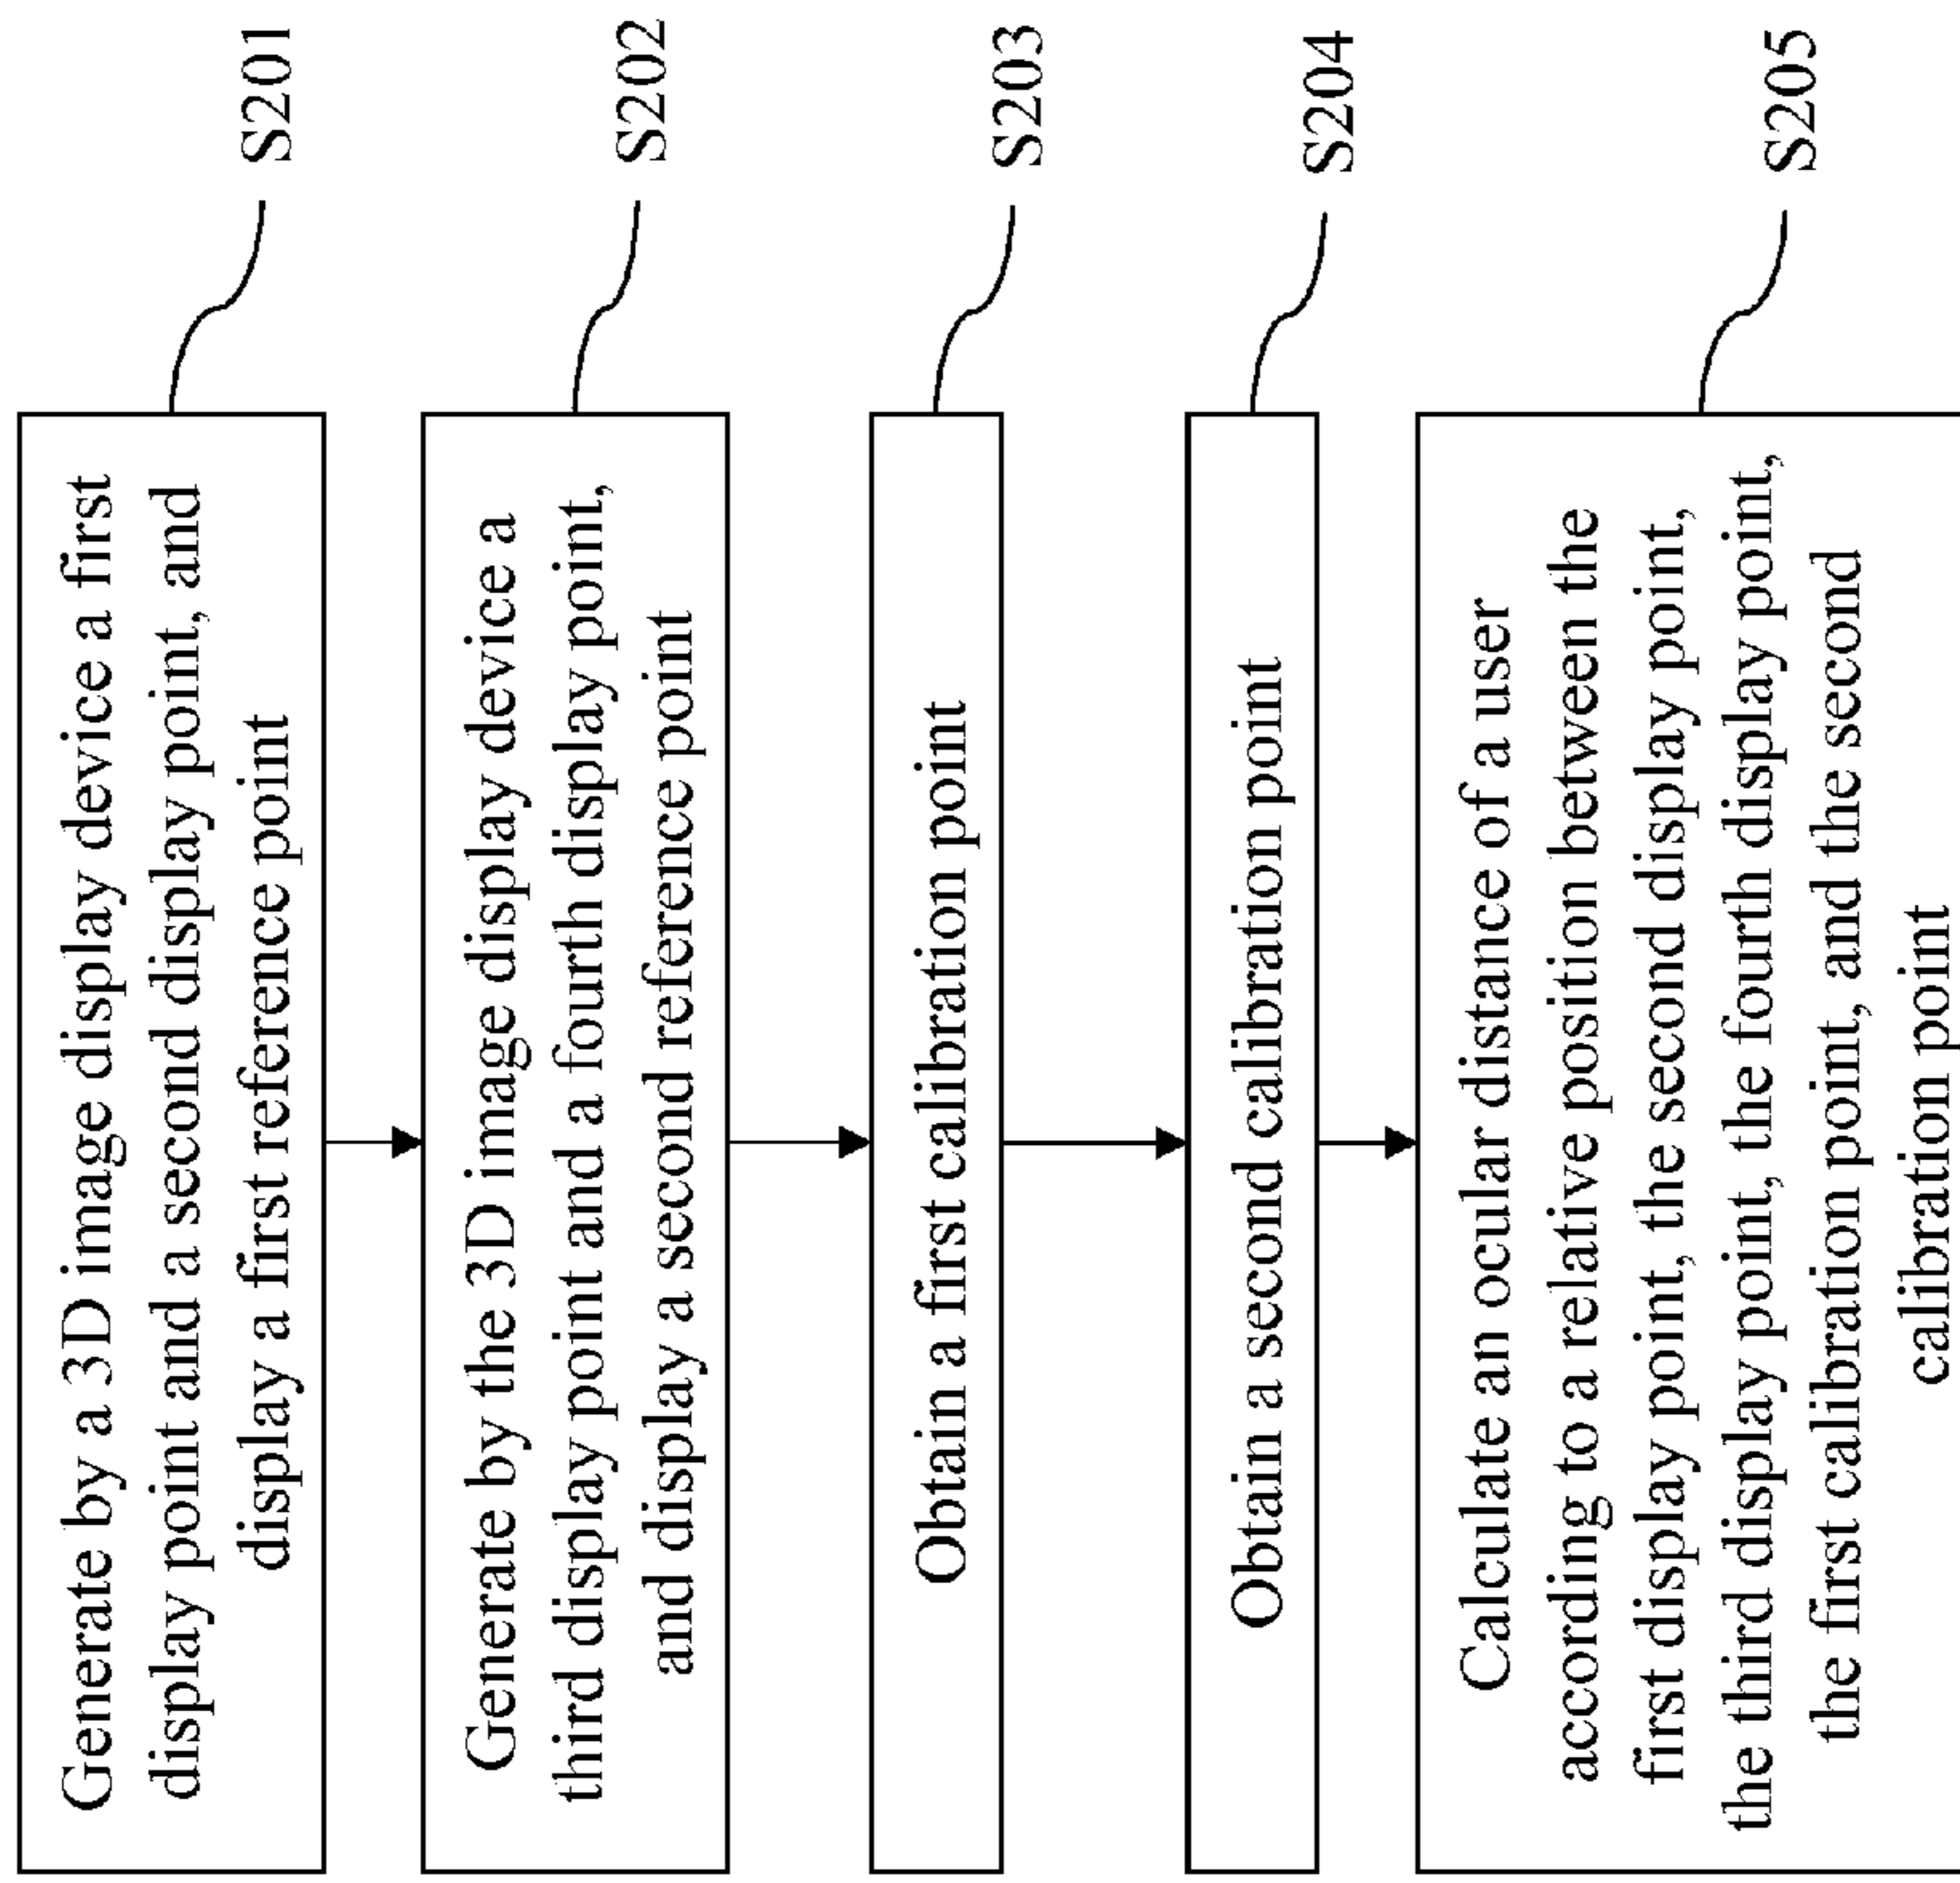 Generate by a 3D image display device a first
display point and a second display point, and
display a first reference point
S201
Generate by the 3D image display device a
third display point and a fourth display point,
and display a second reference point
S202
Obtain a first calibration point
S203
Obtain a second calibration point
S204
Calculate an ocular distance of a user
according to a relative position between the
first display point, the second display point,
the third display point, the fourth display point,
the first calibration point, and the second
calibration point
S205